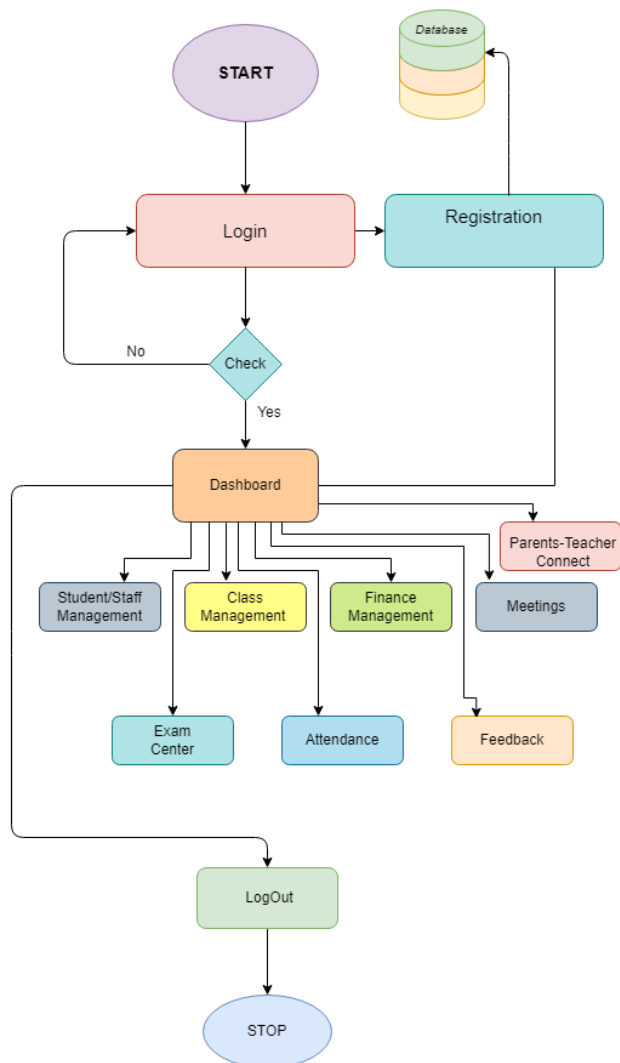 Database
START
Login
Registration
No
Check
Yes
Dashboard
Parents-Teacher
Connect
Student/Staff
Management
Class
Management
Finance
Management
Meetings
Exam
Center
Attendance
Feedback
LogOut
STOP